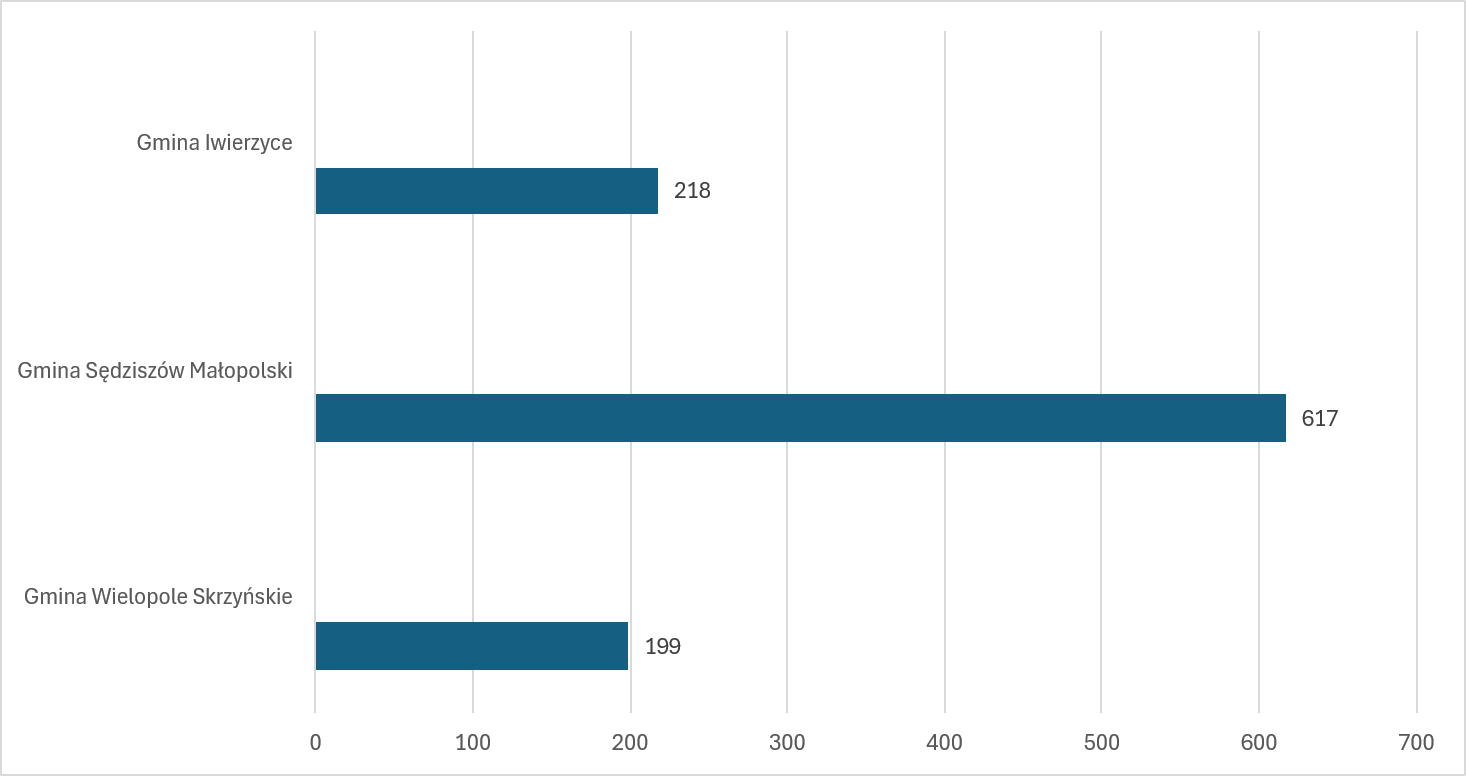 Gmina Iwierzyce
218
Gmina Sędziszów Małopolski
617
Gmina Wielopole Skrzyńskie
199
0 100 200 300 400 500 600 700